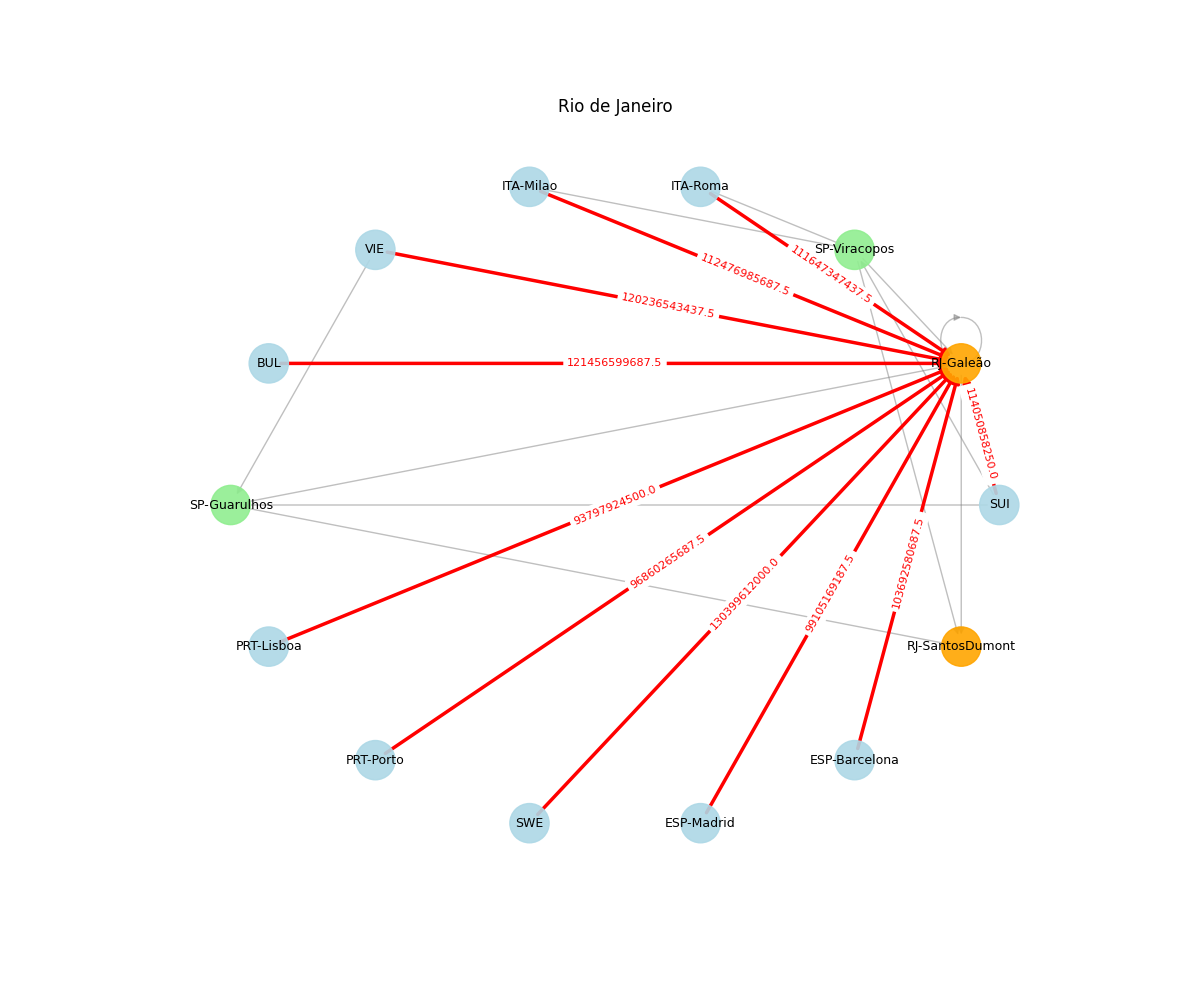 Rio de Janeiro
ITA-Milao
ITA-Roma
VIE
SP-Viracopos
112476985687.5
111647347437.5
120236543437.5
BUL
121456599687.5
RJ-Galeão
114050858250.0
93797924500.0
SP-Guarulhos
SUI
96860265687.5
130399612000.0
99105169187.5
103692580687.5
PRT-Lisboa
RJ-SantosDumont
PRT-Porto
ESP-Barcelona
SWE
ESP-Madrid